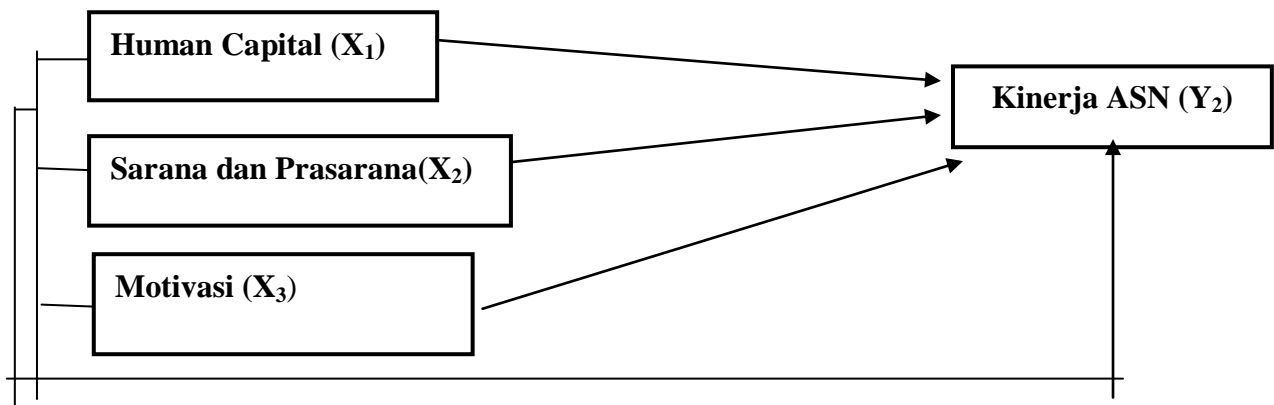 Human Capital (X₁)
Kinerja ASN (Y₂)
Sarana dan Prasarana(X₂)
Motivasi (X₃)